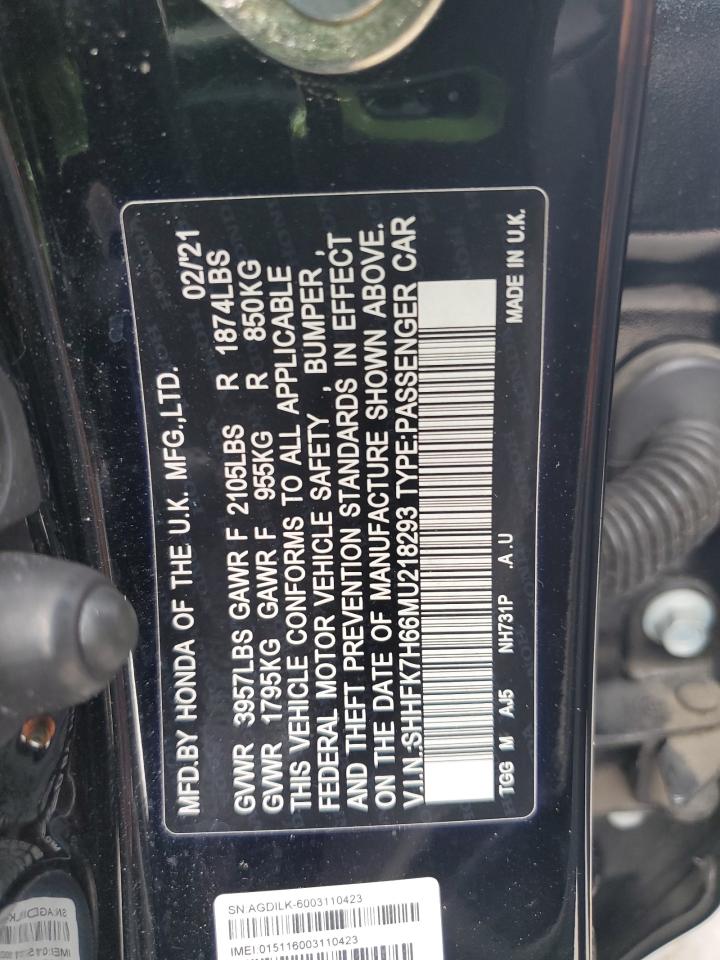 MFD.BY HONDA OF THE U.K. MFG.,LTD. 02/'21
GVWR 3957LBS GAWR F 2105LBS R 1874LBS
GVWR 1795KG GAWR F 955KG R 850KG
THIS VEHICLE CONFORMS TO ALL APPLICABLE
FEDERAL MOTOR VEHICLE SAFETY , BUMPER ,
AND THEFT PREVENTION STANDARDS IN EFFECT
ON THE DATE OF MANUFACTURE SHOWN ABOVE.
V.I.N.:SHHFK7H66MU218293 TYPE:PASSENGER CAR
TGG M AJ5 NH731P .A.U MADE IN U.K.
SN:AGDILK-6003110423
IMEI:015116003110423
SN:AGDILK-